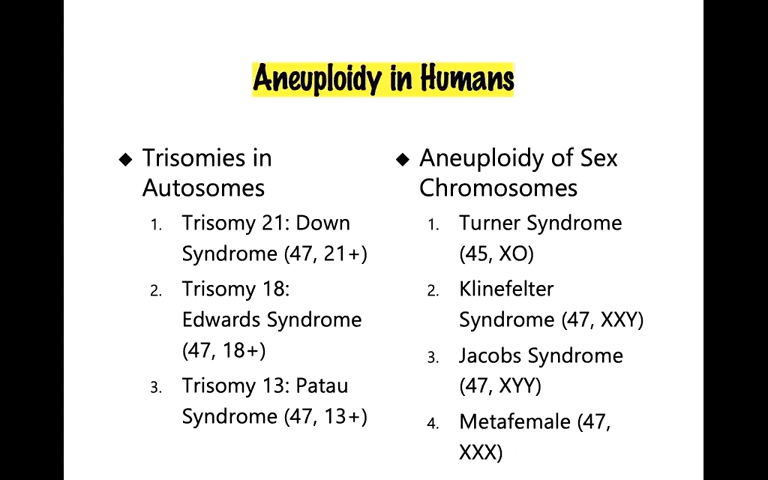 Aneuploidy in Humans
◆ Trisomies in
Autosomes
1. Trisomy 21: Down
Syndrome (47, 21+)
2. Trisomy 18:
Edwards Syndrome
(47, 18+)
3. Trisomy 13: Patau
Syndrome (47, 13+)
◆ Aneuploidy of Sex
Chromosomes
1. Turner Syndrome
(45, XO)
2. Klinefelter
Syndrome (47, XXY)
3. Jacobs Syndrome
(47, XYY)
4. Metafemale (47,
XXX)